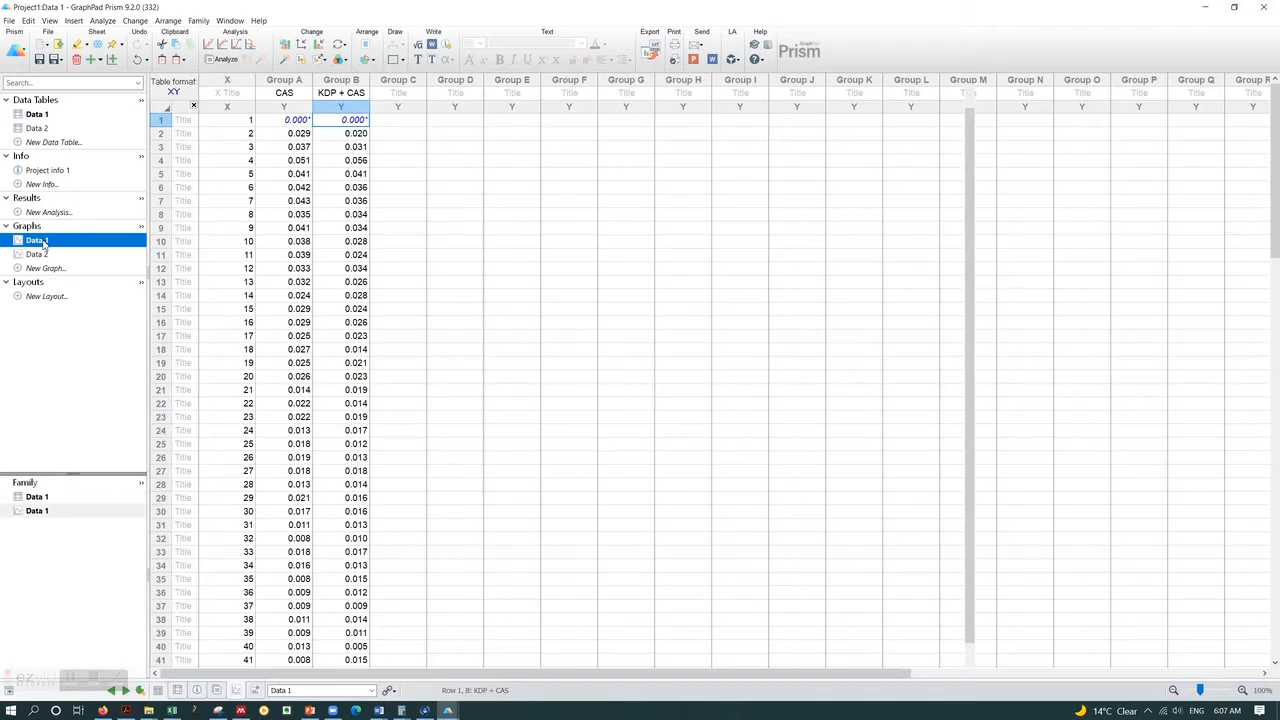 Project1:Data 1 - GraphPad Prism 9.2.0 (332)
File Edit View Insert Analyze Change Arrange Family Window Help
Prism File Sheet Undo Clipboard Analysis Change Arrange Draw Write Text Export Print Send LA Help
Analyze
Prism
Search...
Data Tables
Data 1
Data 2
New Data Table...
Info
Project info 1
New Info...
Results
New Analysis...
Graphs
Data 1
Data 2
New Graph...
Layouts
New Layout...
Family
Data 1
Data 1
Table format: X Group A Group B Group C Group D Group E Group F Group G Group H Group I Group J Group K Group L Group M Group N Group O Group P Group Q Group R
XY X Title CAS KDP + CAS Title Title Title Title Title Title Title Title Title Title Title Title Title Title Title
X Y Y Y Y Y Y Y Y Y Y Y Y Y Y Y Y Y
1 Title 1 0.000* 0.000*
2 Title 2 0.029 0.020
3 Title 3 0.037 0.031
4 Title 4 0.051 0.056
5 Title 5 0.041 0.041
6 Title 6 0.042 0.036
7 Title 7 0.043 0.036
8 Title 8 0.035 0.034
9 Title 9 0.041 0.034
10 Title 10 0.038 0.028
11 Title 11 0.039 0.024
12 Title 12 0.033 0.034
13 Title 13 0.032 0.026
14 Title 14 0.024 0.028
15 Title 15 0.029 0.024
16 Title 16 0.029 0.026
17 Title 17 0.025 0.023
18 Title 18 0.027 0.014
19 Title 19 0.025 0.021
20 Title 20 0.026 0.023
21 Title 21 0.014 0.019
22 Title 22 0.022 0.014
23 Title 23 0.022 0.019
24 Title 24 0.013 0.017
25 Title 25 0.018 0.012
26 Title 26 0.019 0.013
27 Title 27 0.018 0.018
28 Title 28 0.013 0.014
29 Title 29 0.021 0.016
30 Title 30 0.017 0.016
31 Title 31 0.011 0.013
32 Title 32 0.008 0.010
33 Title 33 0.018 0.017
34 Title 34 0.016 0.013
35 Title 35 0.008 0.015
36 Title 36 0.009 0.012
37 Title 37 0.009 0.009
38 Title 38 0.011 0.014
39 Title 39 0.009 0.011
40 Title 40 0.013 0.005
41 Title 41 0.008 0.015
ezvid
Data 1
Row 1, B: KDP + CAS
100%
14°C Clear ENG 6:07 AM